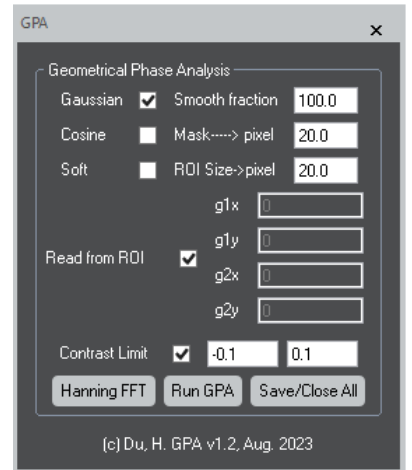 GPA ×
Geometrical Phase Analysis
Gaussian Smooth fraction 100.0
Cosine Mask-----> pixel 20.0
Soft ROI Size->pixel 20.0
g1x 0
g1y 0
Read from ROI
g2x 0
g2y 0
Contrast Limit -0.1 0.1
Hanning FFT Run GPA Save/Close All
(c) Du, H. GPA v1.2, Aug. 2023